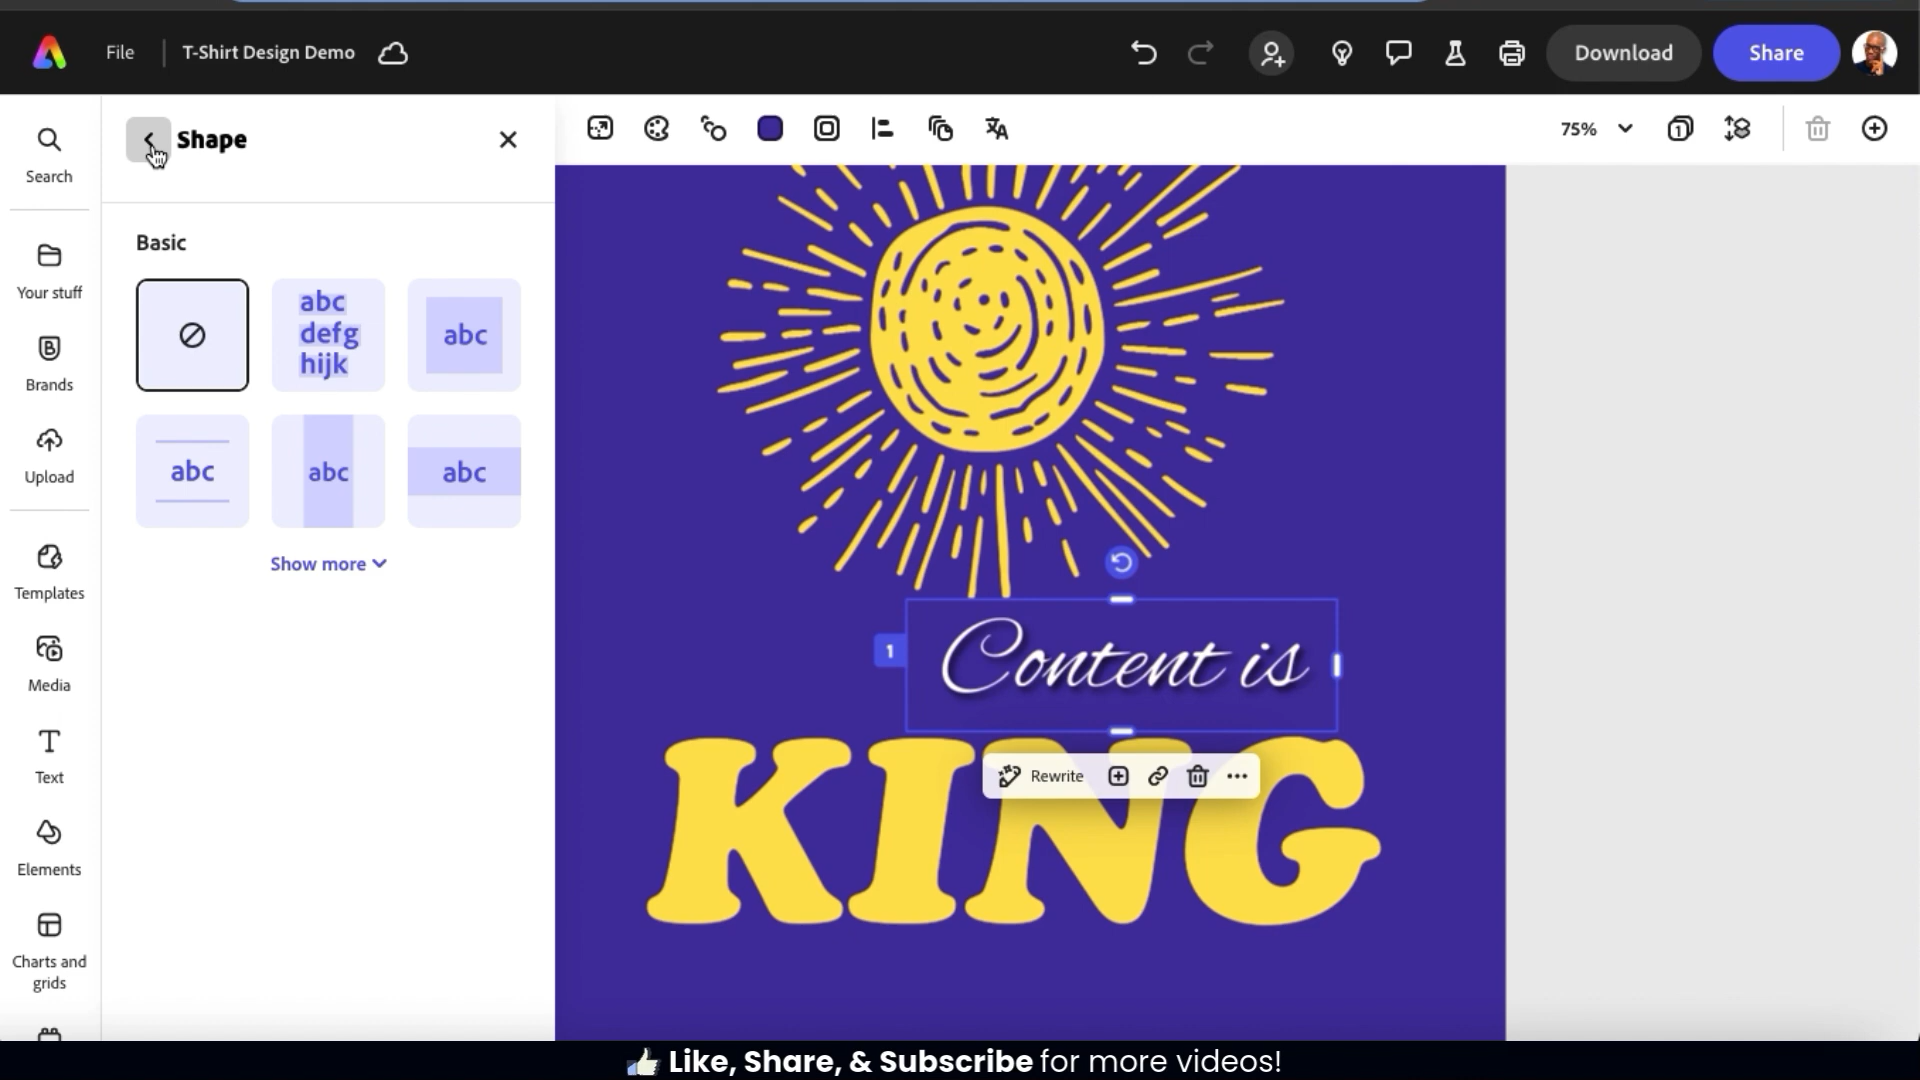 File
T-Shirt Design Demo
Download
Share
Shape
75%
1
Search
Your stuff
Brands
Upload
Templates
Media
Text
Elements
Charts and
grids
Basic
abc
defg
hijk
abc
abc
abc
abc
Show more
1
Content is
Rewrite
KING
Like, Share, & Subscribe for more videos!